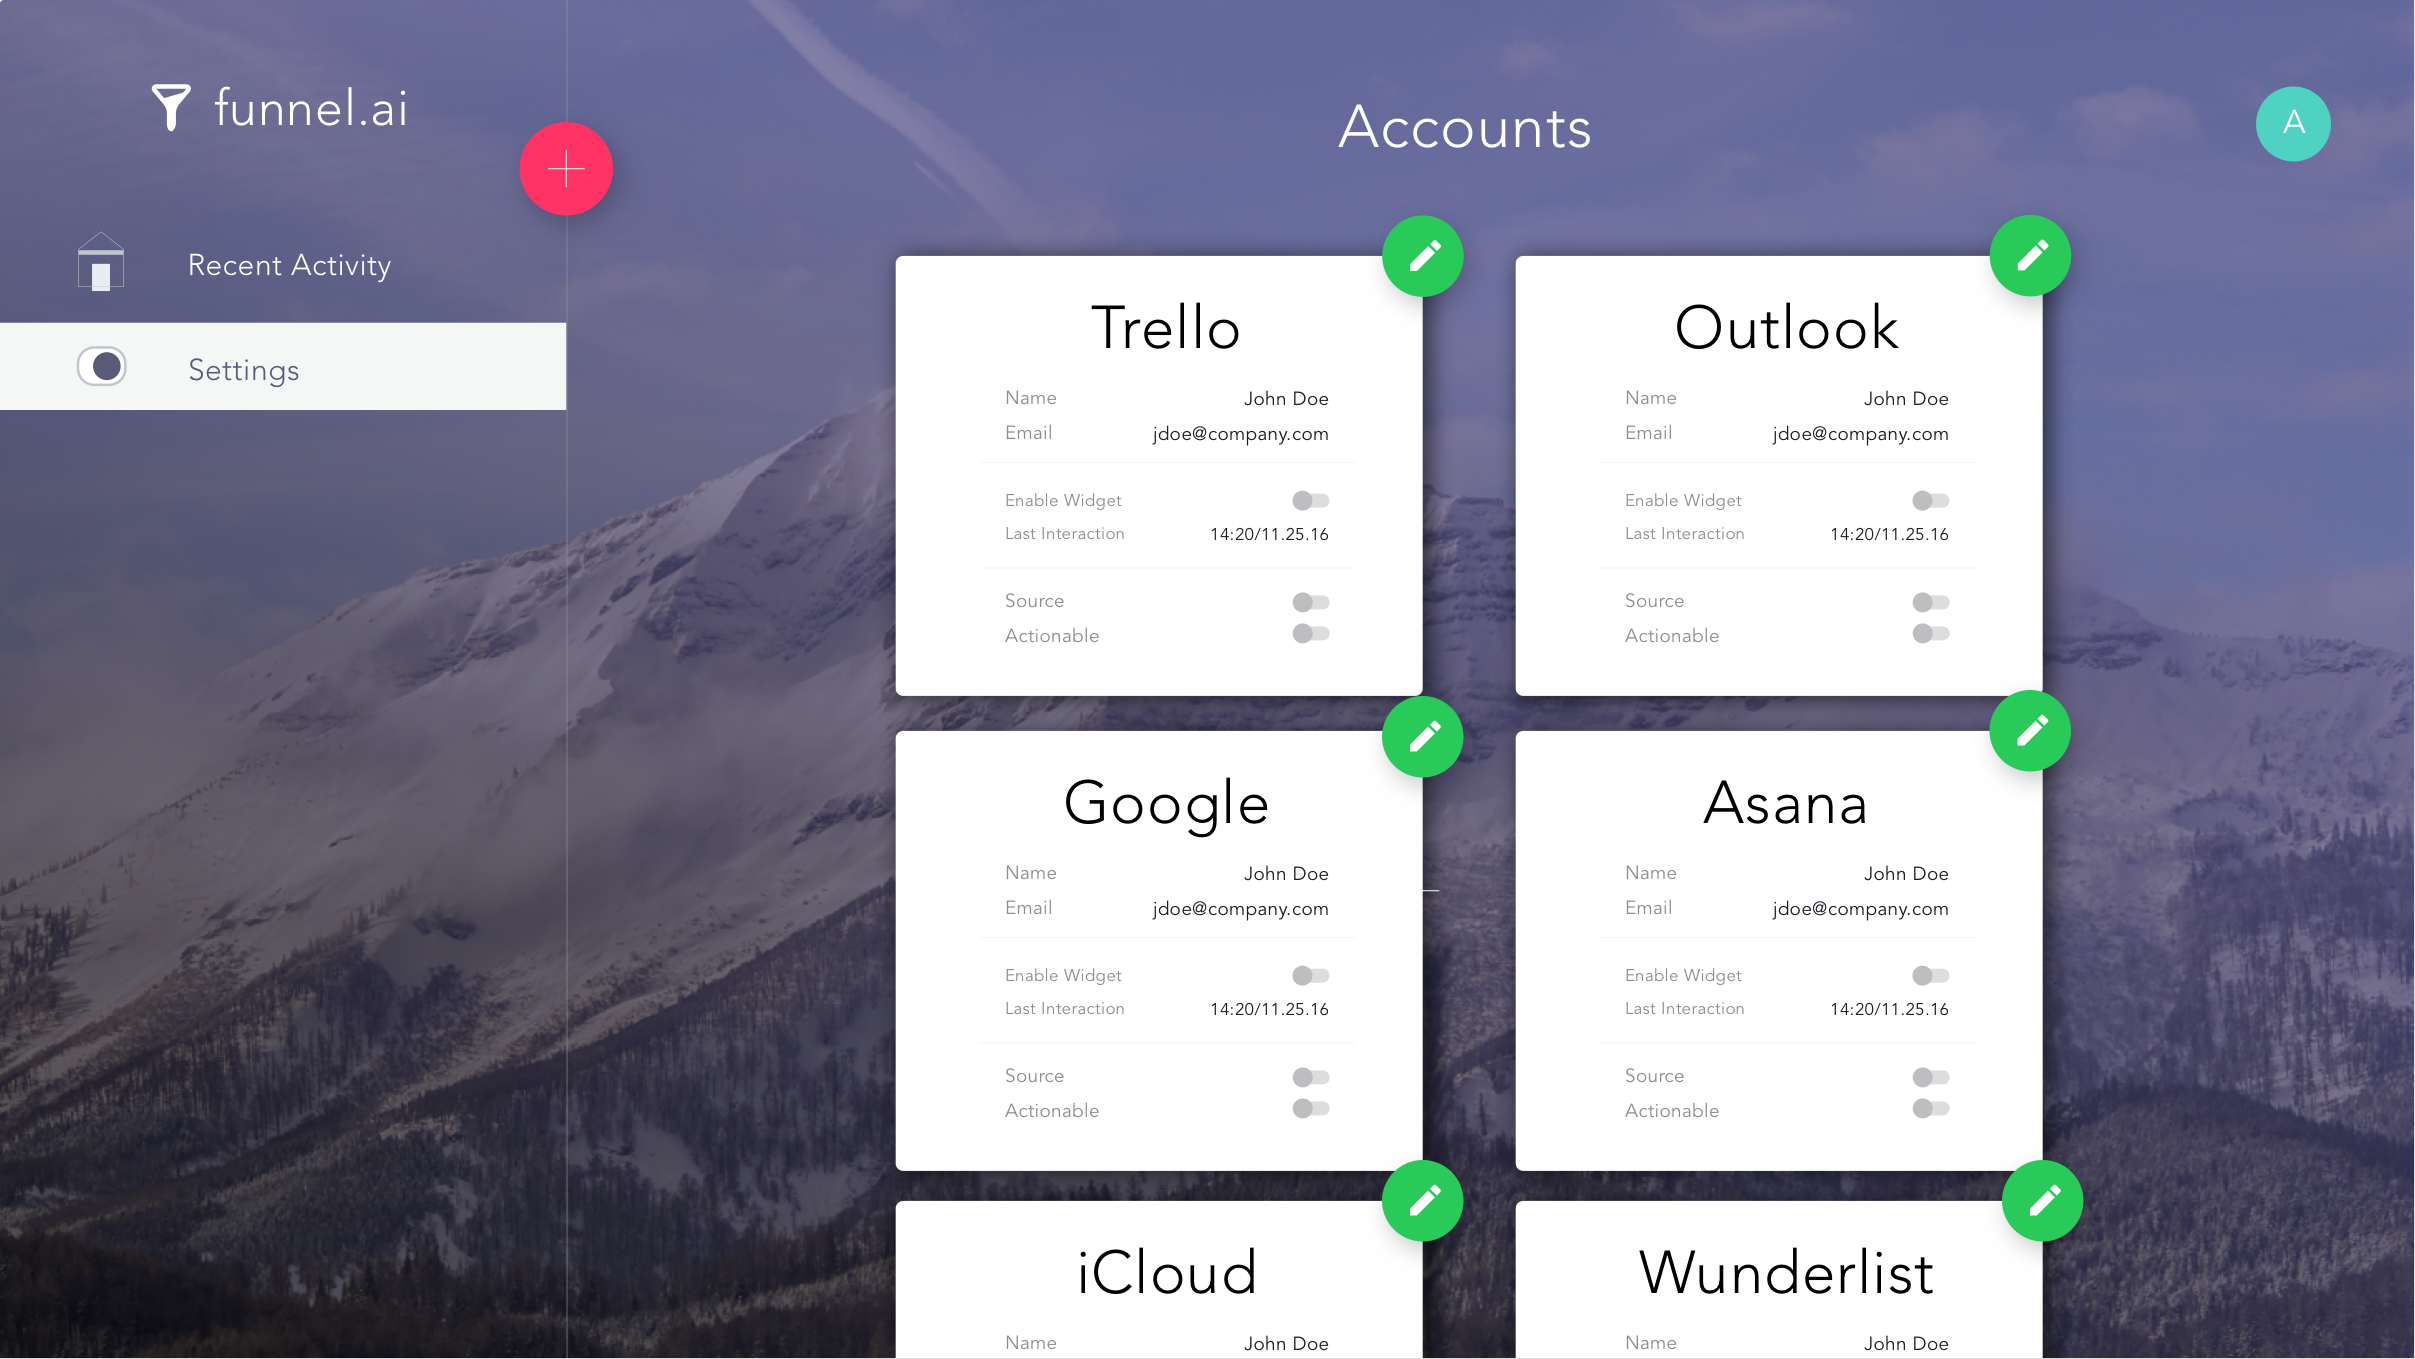 funnel.ai
Accounts
A
Recent Activity
Settings
Trello
Name John Doe
Email jdoe@company.com
Enable Widget
Last Interaction 14:20/11.25.16
Source
Actionable
Outlook
Name John Doe
Email jdoe@company.com
Enable Widget
Last Interaction 14:20/11.25.16
Source
Actionable
Google
Name John Doe
Email jdoe@company.com
Enable Widget
Last Interaction 14:20/11.25.16
Source
Actionable
Asana
Name John Doe
Email jdoe@company.com
Enable Widget
Last Interaction 14:20/11.25.16
Source
Actionable
iCloud
Name John Doe
Wunderlist
Name John Doe